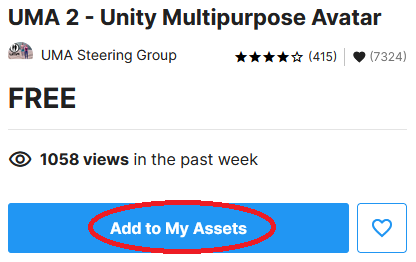 UMA 2 - Unity Multipurpose Avatar
UMA Steering Group
(415)
(7324)
FREE
1058 views in the past week
Add to My Assets